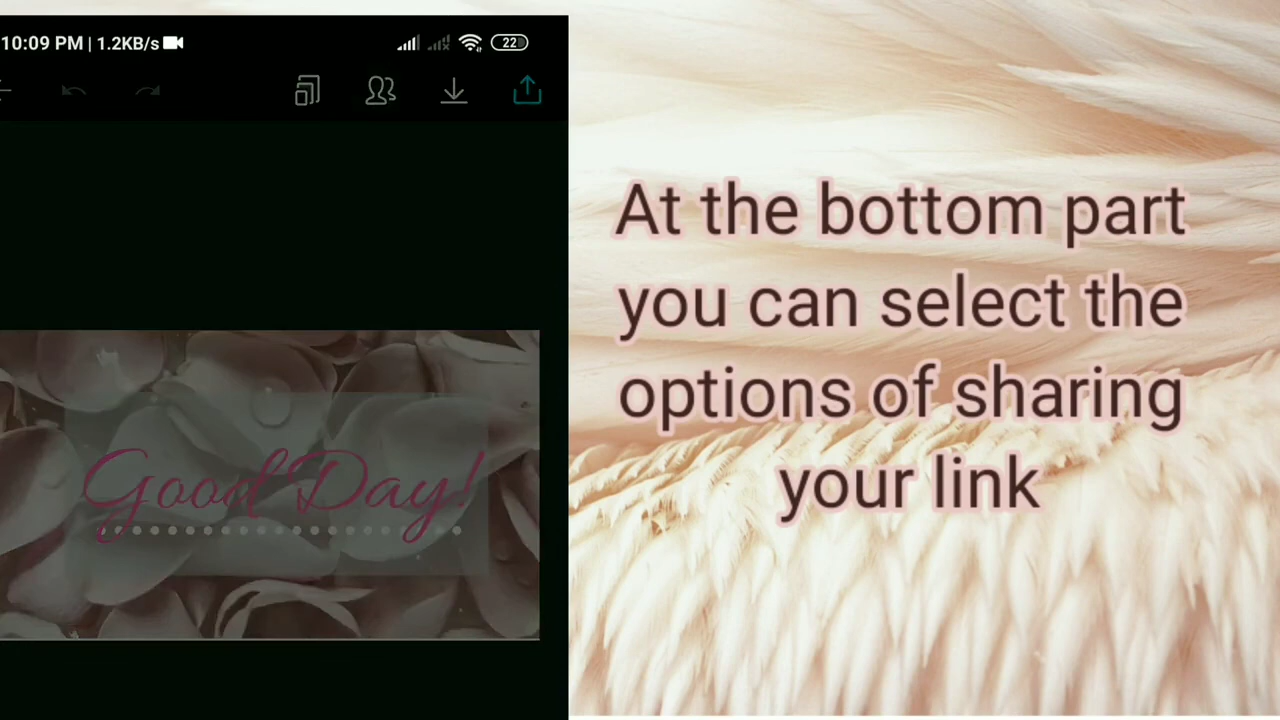 10:09 PM | 1.2KB/s
22
Good Day!
At the bottom part
you can select the
options of sharing
your link